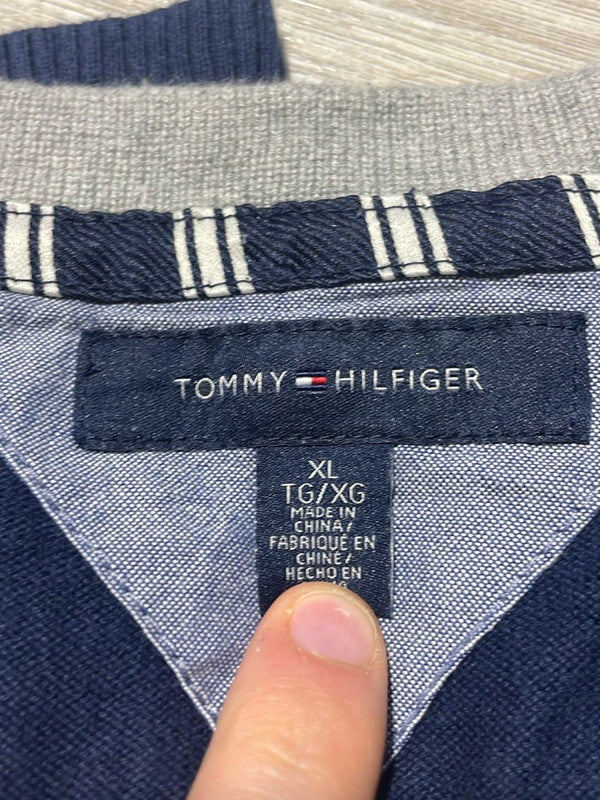 TOMMY HILFIGER
XL
TG/XG
MADE IN
CHINA/
FABRIQUÉ EN
CHINE/
HECHO EN